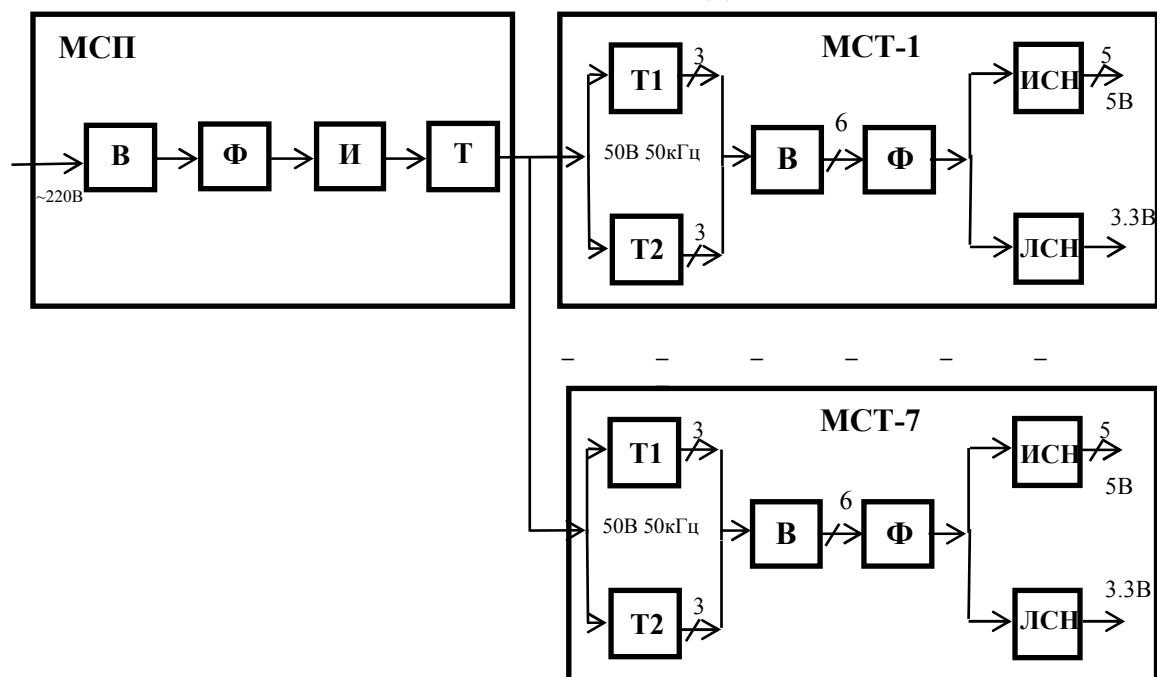 МСП
В
Ф
И
Т
~220В
МСТ-1
Т1
3
50В 50кГц
Т2
3
В
6
Ф
ИСН
5
5В
ЛСН
3.3В
МСТ-7
Т1
3
50В 50кГц
Т2
3
В
6
Ф
ИСН
5
5В
ЛСН
3.3В